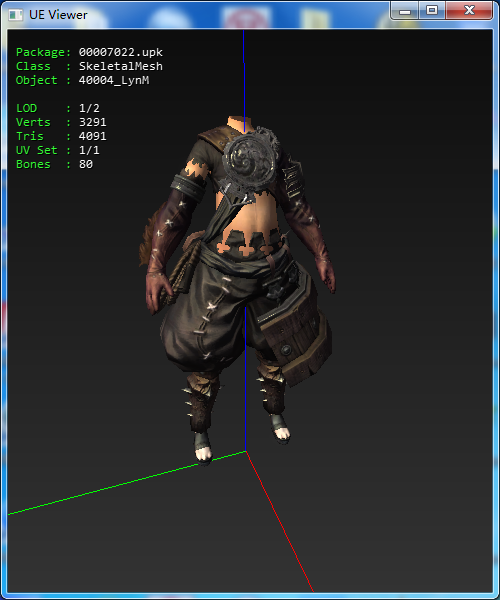 UE Viewer
Package: 00007022.upk
Class : SkeletalMesh
Object : 40004_LynM
LOD : 1/2
Verts : 3291
Tris : 4091
UV Set : 1/1
Bones : 80